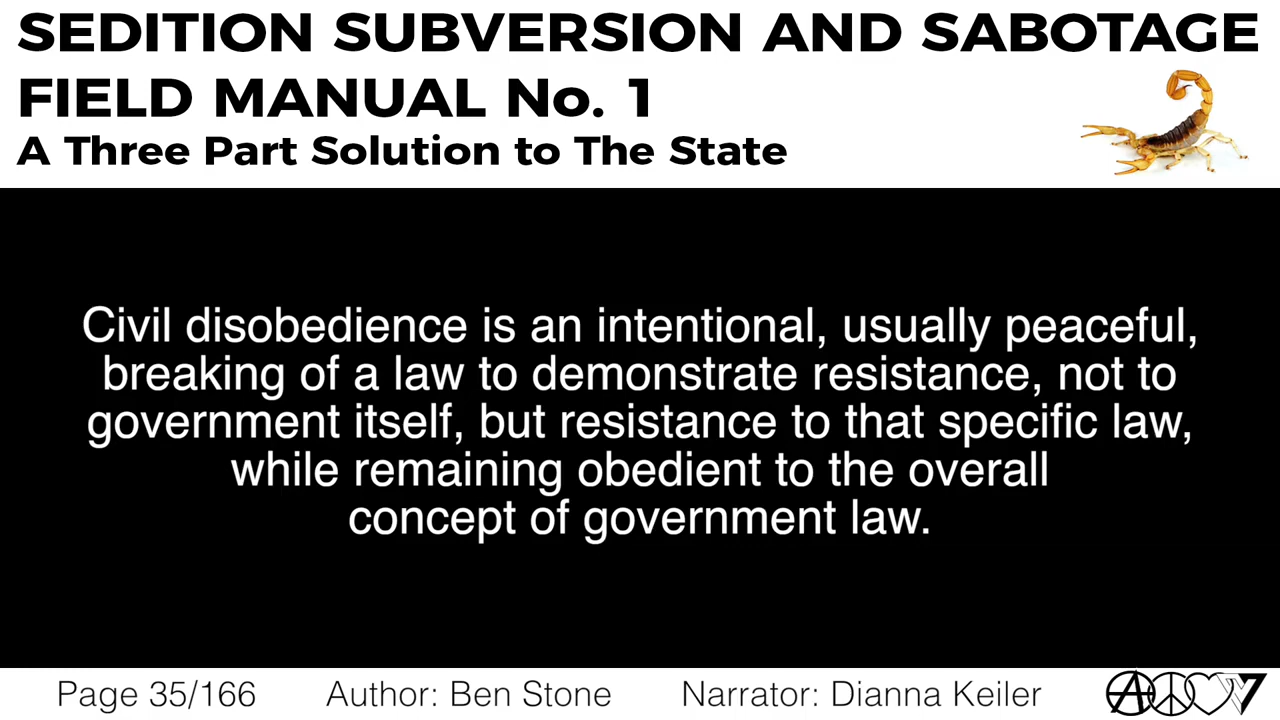 SEDITION SUBVERSION AND SABOTAGE
FIELD MANUAL No. 1
A Three Part Solution to The State
Civil disobedience is an intentional, usually peaceful,
breaking of a law to demonstrate resistance, not to
government itself, but resistance to that specific law,
while remaining obedient to the overall
concept of government law.
Page 35/166 Author: Ben Stone Narrator: Dianna Keiler